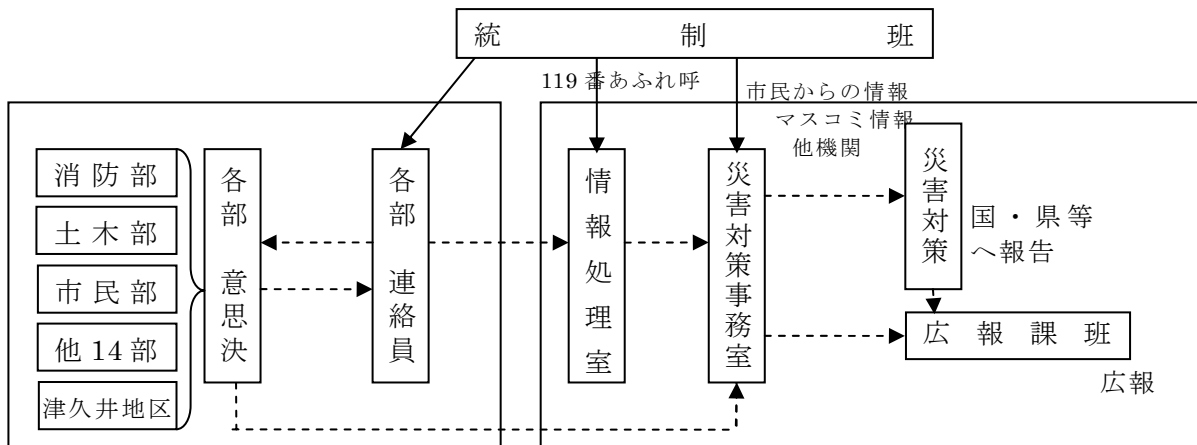 統制班
119番あふれ呼
市民からの情報
マスコミ情報
他機関
消防部
土木部
市民部
他14部
津久井地区
各部 意思決
各部 連絡員
情報処理室
災害対策事務室
災害対策
国・県等
へ報告
広報課班
広報